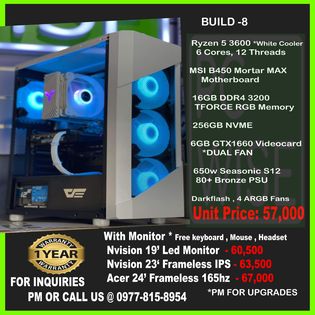 BUILD -8
Ryzen 5 3600 *White Cooler
6 Cores, 12 Threads
MSI B450 Mortar MAX
Motherboard
16GB DDR4 3200
TFORCE RGB Memory
256GB NVME
6GB GTX1660 Videocard
*DUAL FAN
650w Seasonic S12
80+ Bronze PSU
Darkflash , 4 ARGB Fans
Unit Price: 57,000
With Monitor * Free keyboard , Mouse , Headset
Nvision 19' Led Monitor - 60,500
Nvision 23' Frameless IPS - 63,500
Acer 24' Frameless 165hz - 67,000
WARRANTY
1 YEAR
WARRANTY
FOR INQUIRIES
PM OR CALL US @ 0977-815-8954
*PM FOR UPGRADES